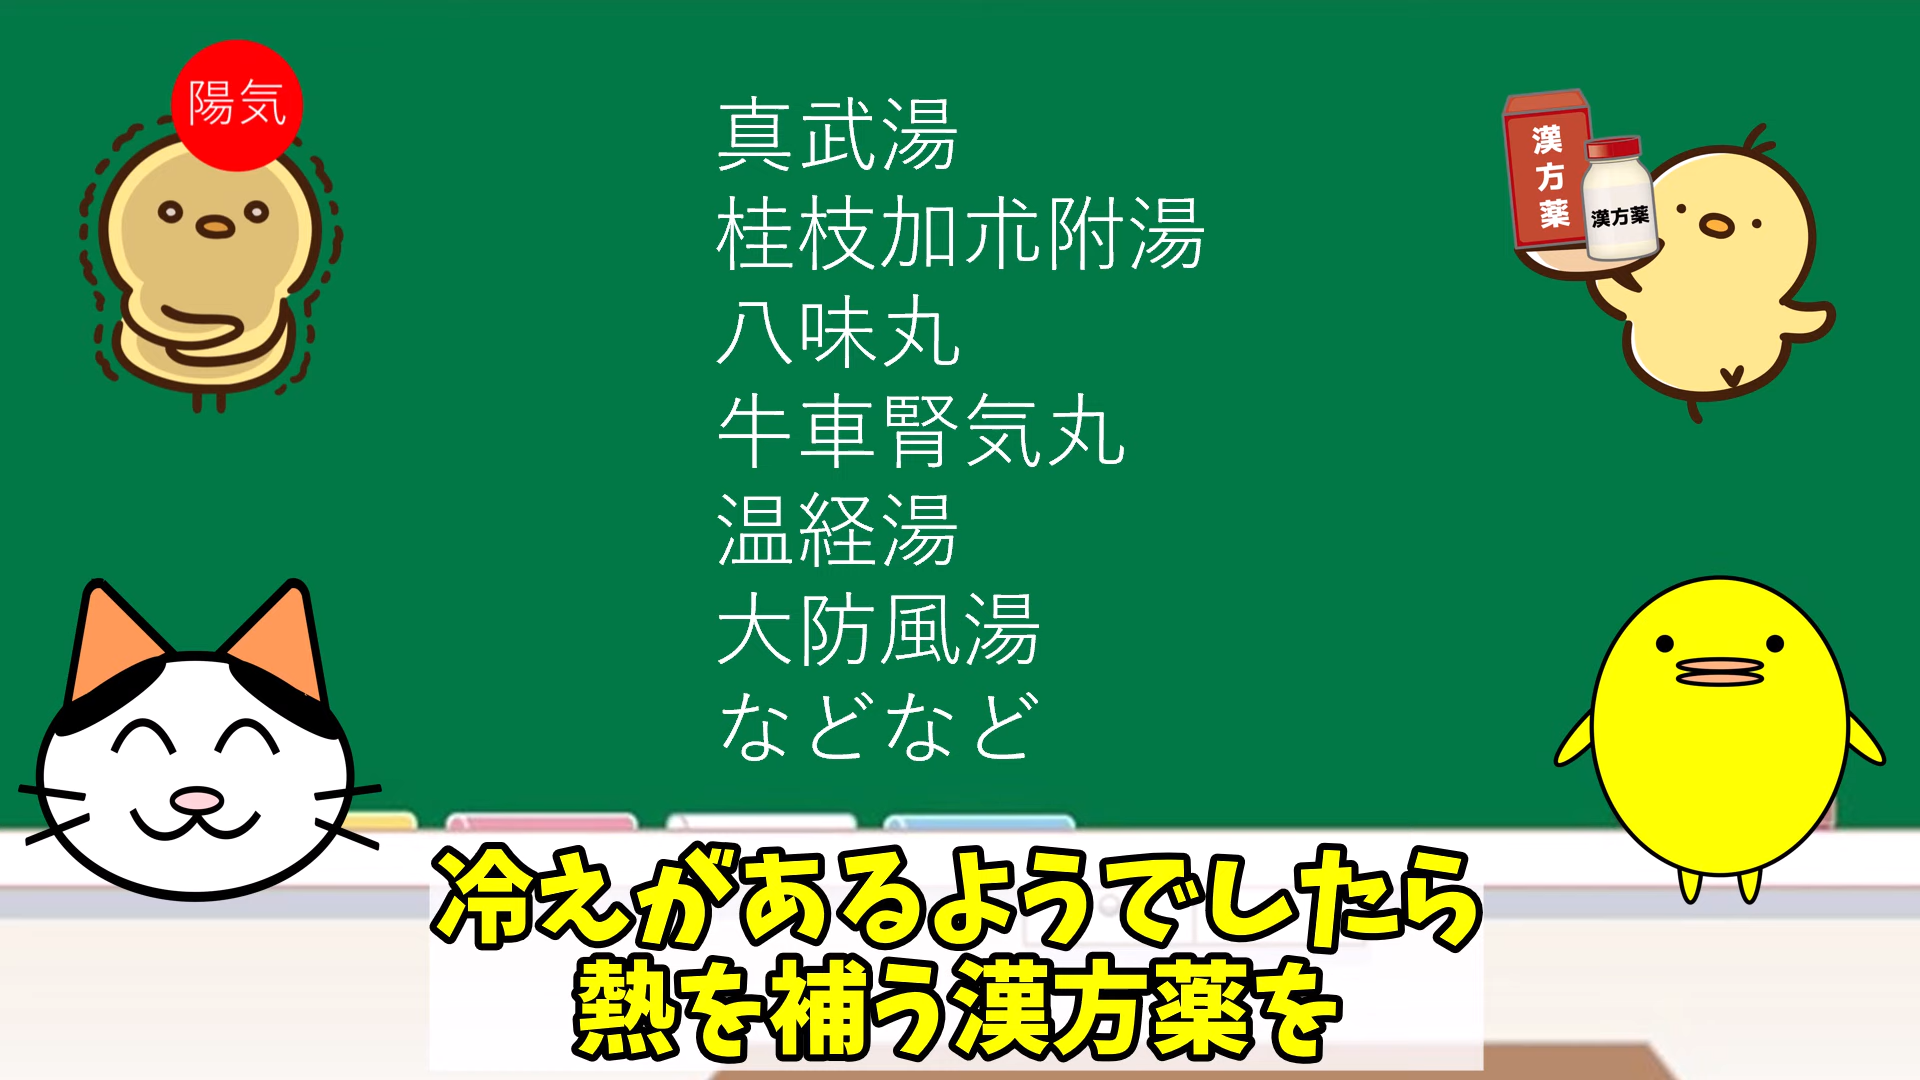 陽気
真武湯
桂枝加朮附湯
八味丸
牛車腎気丸
温経湯
大防風湯
などなど
漢方薬
漢方薬
冷えがあるようでしたら
熱を補う漢方薬を